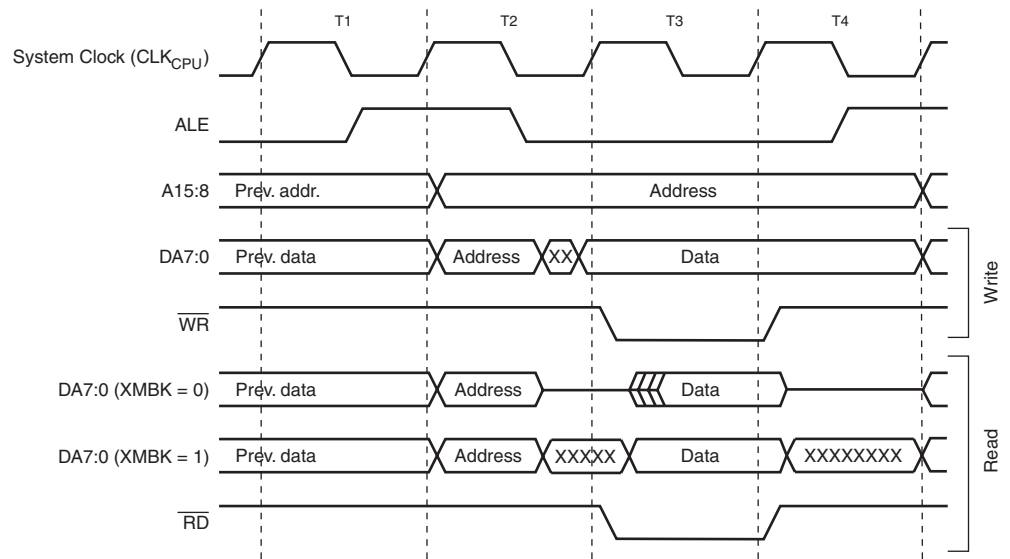 T1 T2 T3 T4
System Clock (CLKCPU)
ALE
A15:8 Prev. addr. Address
DA7:0 Prev. data Address XX Data
WR
Write
DA7:0 (XMBK = 0) Prev. data Address Data
DA7:0 (XMBK = 1) Prev. data Address XXXXX Data XXXXXXXX
RD
Read